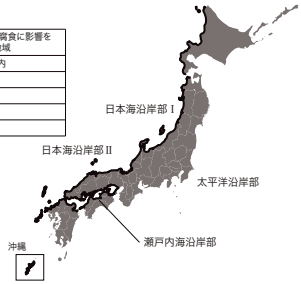 腐食に影響を
地域
内
日本海沿岸部Ⅰ
日本海沿岸部Ⅱ
太平洋沿岸部
瀬戸内海沿岸部
沖縄